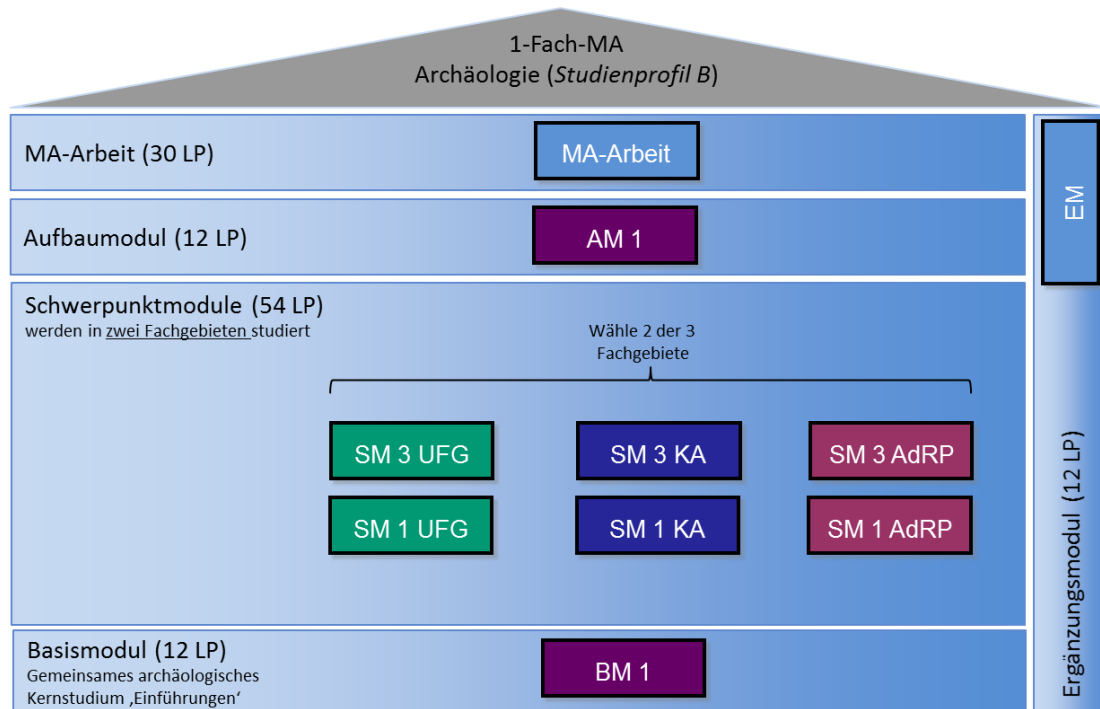 1-Fach-MA
Archäologie (Studienprofil B)
MA-Arbeit (30 LP)
MA-Arbeit
EM
Aufbaumodul (12 LP)
AM 1
Schwerpunktmodule (54 LP)
werden in zwei Fachgebieten studiert
Wähle 2 der 3
Fachgebiete
SM 3 UFG
SM 3 KA
SM 3 AdRP
SM 1 UFG
SM 1 KA
SM 1 AdRP
Ergänzungsmodul (12 LP)
Basismodul (12 LP)
Gemeinsames archäologisches
Kernstudium ‚Einführungen‘
BM 1